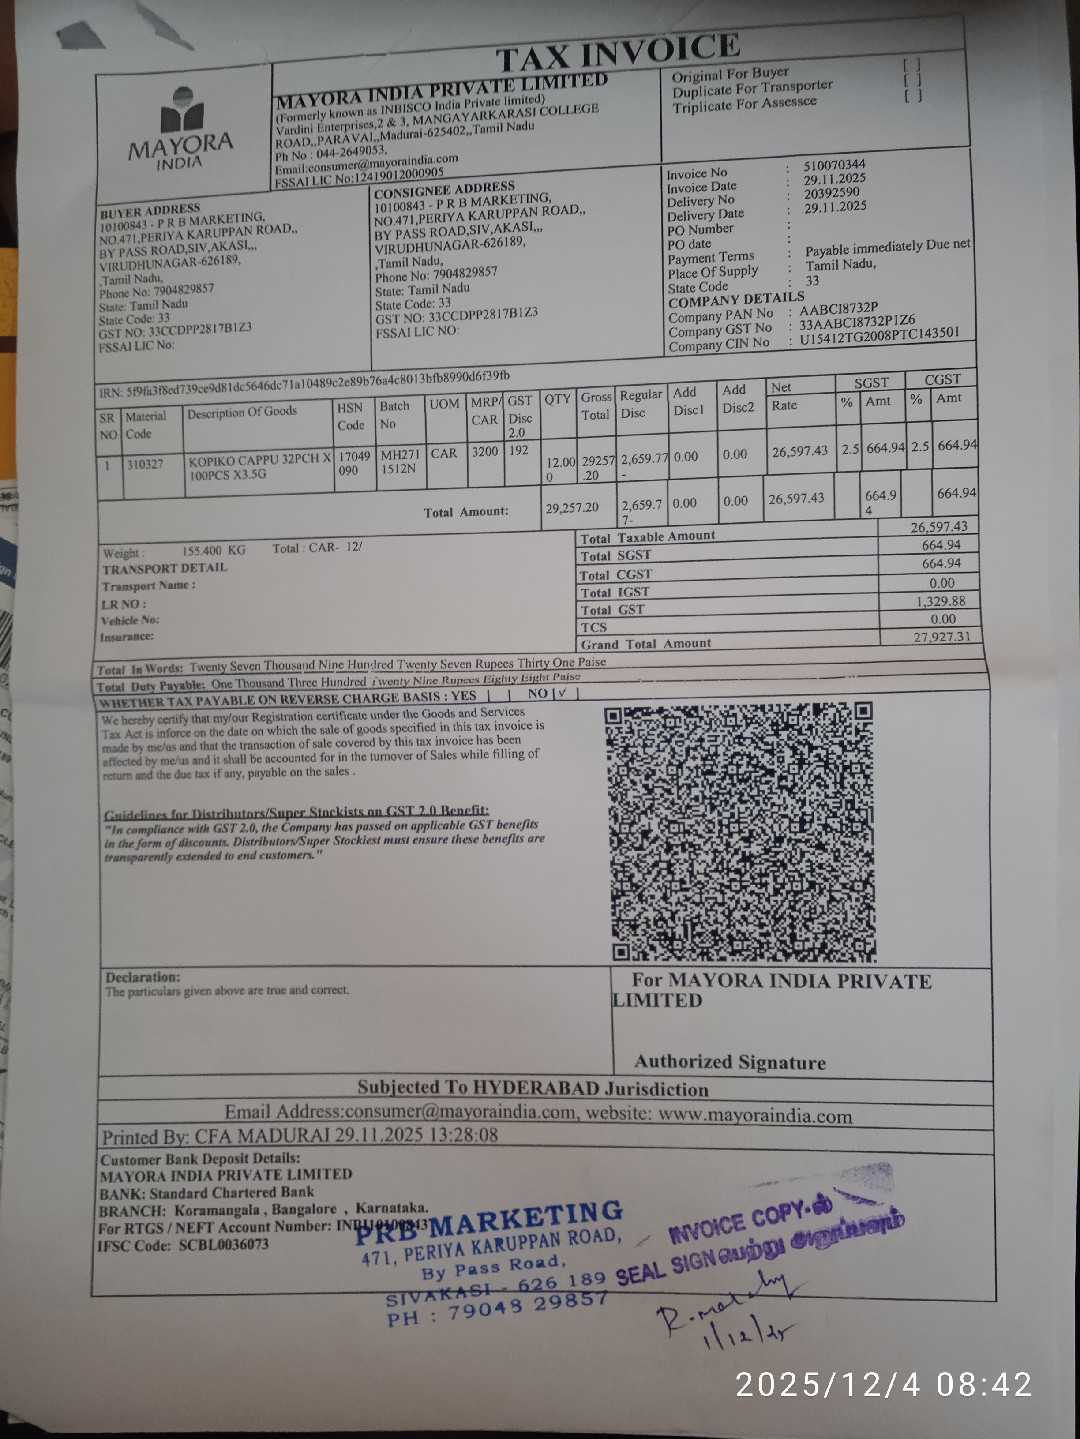 TAX INVOICE
MAYORA
INDIA
MAYORA INDIA PRIVATE LIMITED
(Formerly known as INBISCO India Private limited)
Vardini Enterprises,2 & 3, MANGAYARKARASI COLLEGE
ROAD,,PARAVAI,,Madurai-625402,,Tamil Nadu
Ph No : 044-2649053,
Email:consumer@mayoraindia.com
FSSAI LIC No:12419012000905
Original For Buyer [ ]
Duplicate For Transporter [ ]
Triplicate For Assessce [ ]
BUYER ADDRESS
10100843 - P R B MARKETING,
NO.471,PERIYA KARUPPAN ROAD,,
BY PASS ROAD,SIV,AKASI,,,
VIRUDHUNAGAR-626189,
,Tamil Nadu,
Phone No: 7904829857
State: Tamil Nadu
State Code: 33
GST NO: 33CCDPP2817B1Z3
FSSAI LIC No:
CONSIGNEE ADDRESS
10100843 - P R B MARKETING,
NO.471,PERIYA KARUPPAN ROAD,,
BY PASS ROAD,SIV,AKASI,,,
VIRUDHUNAGAR-626189,
,Tamil Nadu,
Phone No: 7904829857
State: Tamil Nadu
State Code: 33
GST NO: 33CCDPP2817B1Z3
FSSAI LIC NO:
Invoice No : 510070344
Invoice Date : 29.11.2025
Delivery No : 20392590
Delivery Date : 29.11.2025
PO Number :
PO date :
Payment Terms : Payable immediately Due net
Place Of Supply : Tamil Nadu,
State Code : 33
COMPANY DETAILS
Company PAN No : AABCI8732P
Company GST No : 33AABCI8732P1Z6
Company CIN No : U15412TG2008PTC143501
IRN: 5f9fa3f8ed739ce9d81dc5646dc71a10489c2e89b76a4c8013bfb8990d6f39fb
SR NO Material Code Description Of Goods HSN Code Batch No UOM MRP/ CAR GST Disc 2.0 QTY Gross Total Regular Disc Add Disc1 Add Disc2 Net Rate SGST % Amt CGST % Amt
1 310327 KOPIKO CAPPU 32PCH X 100PCS X3.5G 17049090 MH2711512N CAR 3200 192 12.000 29257.20 2,659.77- 0.00 0.00 26,597.43 2.5 664.94 2.5 664.94
Total Amount: 29,257.20 2,659.77- 0.00 0.00 26,597.43 664.94 664.94
Weight : 155.400 KG Total : CAR- 12/
TRANSPORT DETAIL
Transport Name :
LR NO :
Vehicle No:
Insurance:
Total Taxable Amount 26,597.43
Total SGST 664.94
Total CGST 664.94
Total IGST 0.00
Total GST 1,329.88
TCS 0.00
Grand Total Amount 27,927.31
Total In Words: Twenty Seven Thousand Nine Hundred Twenty Seven Rupees Thirty One Paise
Total Duty Payable: One Thousand Three Hundred Twenty Nine Rupees Eighty Eight Paise
WHETHER TAX PAYABLE ON REVERSE CHARGE BASIS : YES | | NO |√ |
We hereby certify that my/our Registration certificate under the Goods and Services
Tax Act is inforce on the date on which the sale of goods specified in this tax invoice is
made by me/us and that the transaction of sale covered by this tax invoice has been
affected by me/us and it shall be accounted for in the turnover of Sales while filling of
return and the due tax if any, payable on the sales .
Guidelines for Distributors/Super Stockists on GST 2.0 Benefit:
"In compliance with GST 2.0, the Company has passed on applicable GST benefits
in the form of discounts. Distributors/Super Stockiest must ensure these benefits are
transparently extended to end customers."
Declaration:
The particulars given above are true and correct.
For MAYORA INDIA PRIVATE
LIMITED
Authorized Signature
Subjected To HYDERABAD Jurisdiction
Email Address:consumer@mayoraindia.com, website: www.mayoraindia.com
Printed By: CFA MADURAI 29.11.2025 13:28:08
Customer Bank Deposit Details:
MAYORA INDIA PRIVATE LIMITED
BANK: Standard Chartered Bank
BRANCH: Koramangala , Bangalore , Karnataka.
For RTGS / NEFT Account Number:
IFSC Code: SCBL0036073
PRB MARKETING
471, PERIYA KARUPPAN ROAD,
By Pass Road,
SIVAKASI - 626 189
PH : 79048 29857
INVOICE COPY-ல்
SEAL SIGN பெற்று அனுப்பவும்
1/12/25
2025/12/4 08:42